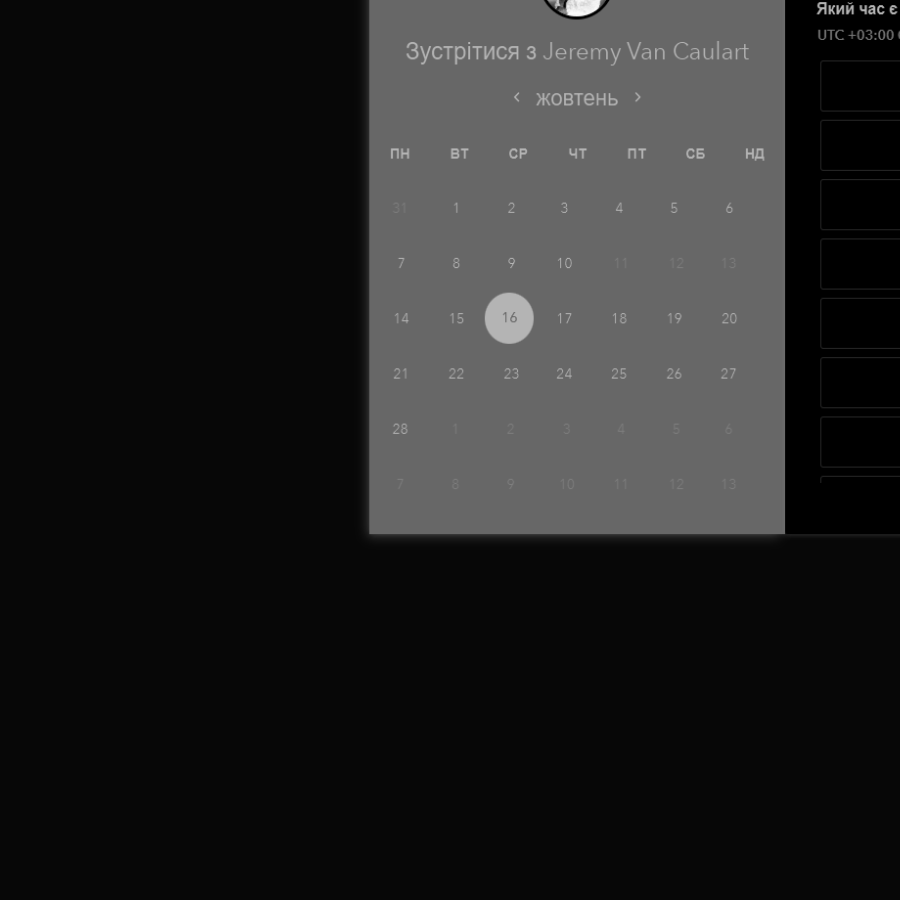 Зустрітися з Jeremy Van Caulart
< жовтень >
ПН ВТ СР ЧТ ПТ СБ НД
31 1 2 3 4 5 6
7 8 9 10 11 12 13
14 15 16 17 18 19 20
21 22 23 24 25 26 27
28 1 2 3 4 5 6
7 8 9 10 11 12 13
Який час є
UTC +03:00